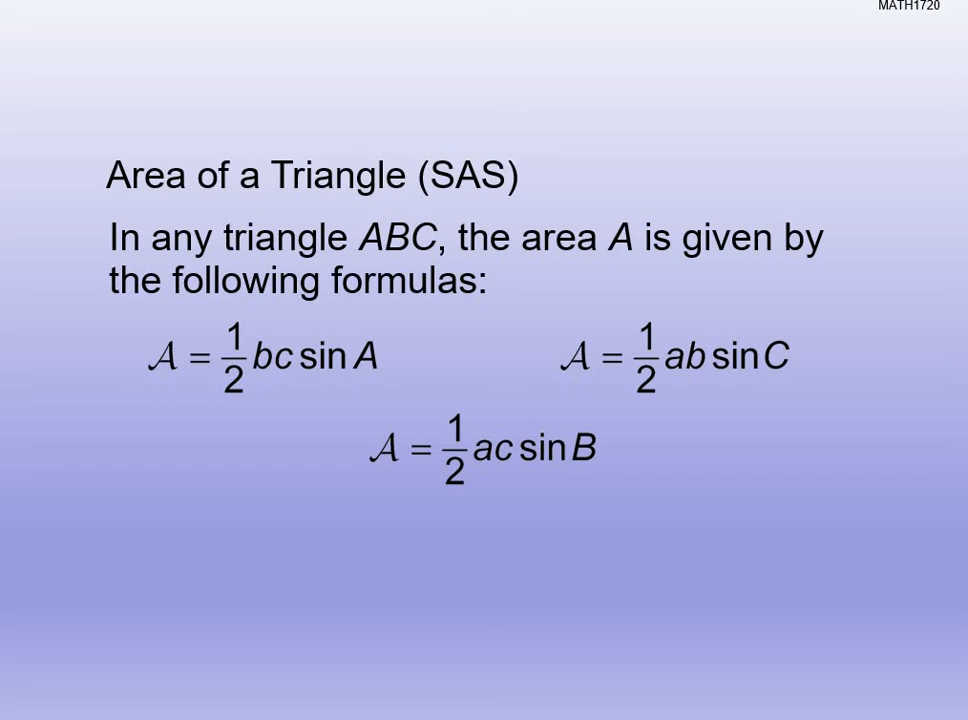 MATH1720
Area of a Triangle (SAS)
In any triangle ABC, the area A is given by
the following formulas:
𝒜 = 1/2 bc sin A    𝒜 = 1/2 ab sin C
𝒜 = 1/2 ac sin B